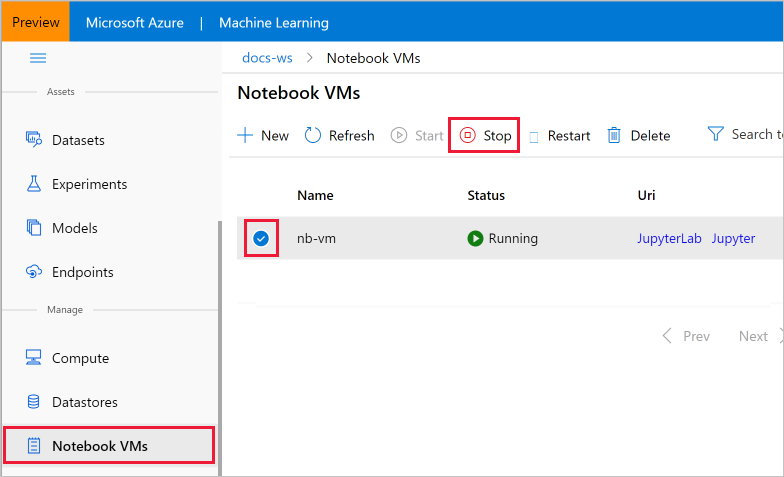 Preview Microsoft Azure | Machine Learning
docs-ws > Notebook VMs
Assets
Datasets
Experiments
Models
Endpoints
Manage
Compute
Datastores
Notebook VMs
Notebook VMs
New Refresh Start Stop Restart Delete Search
Name Status Uri
nb-vm Running JupyterLab Jupyter
Prev Next